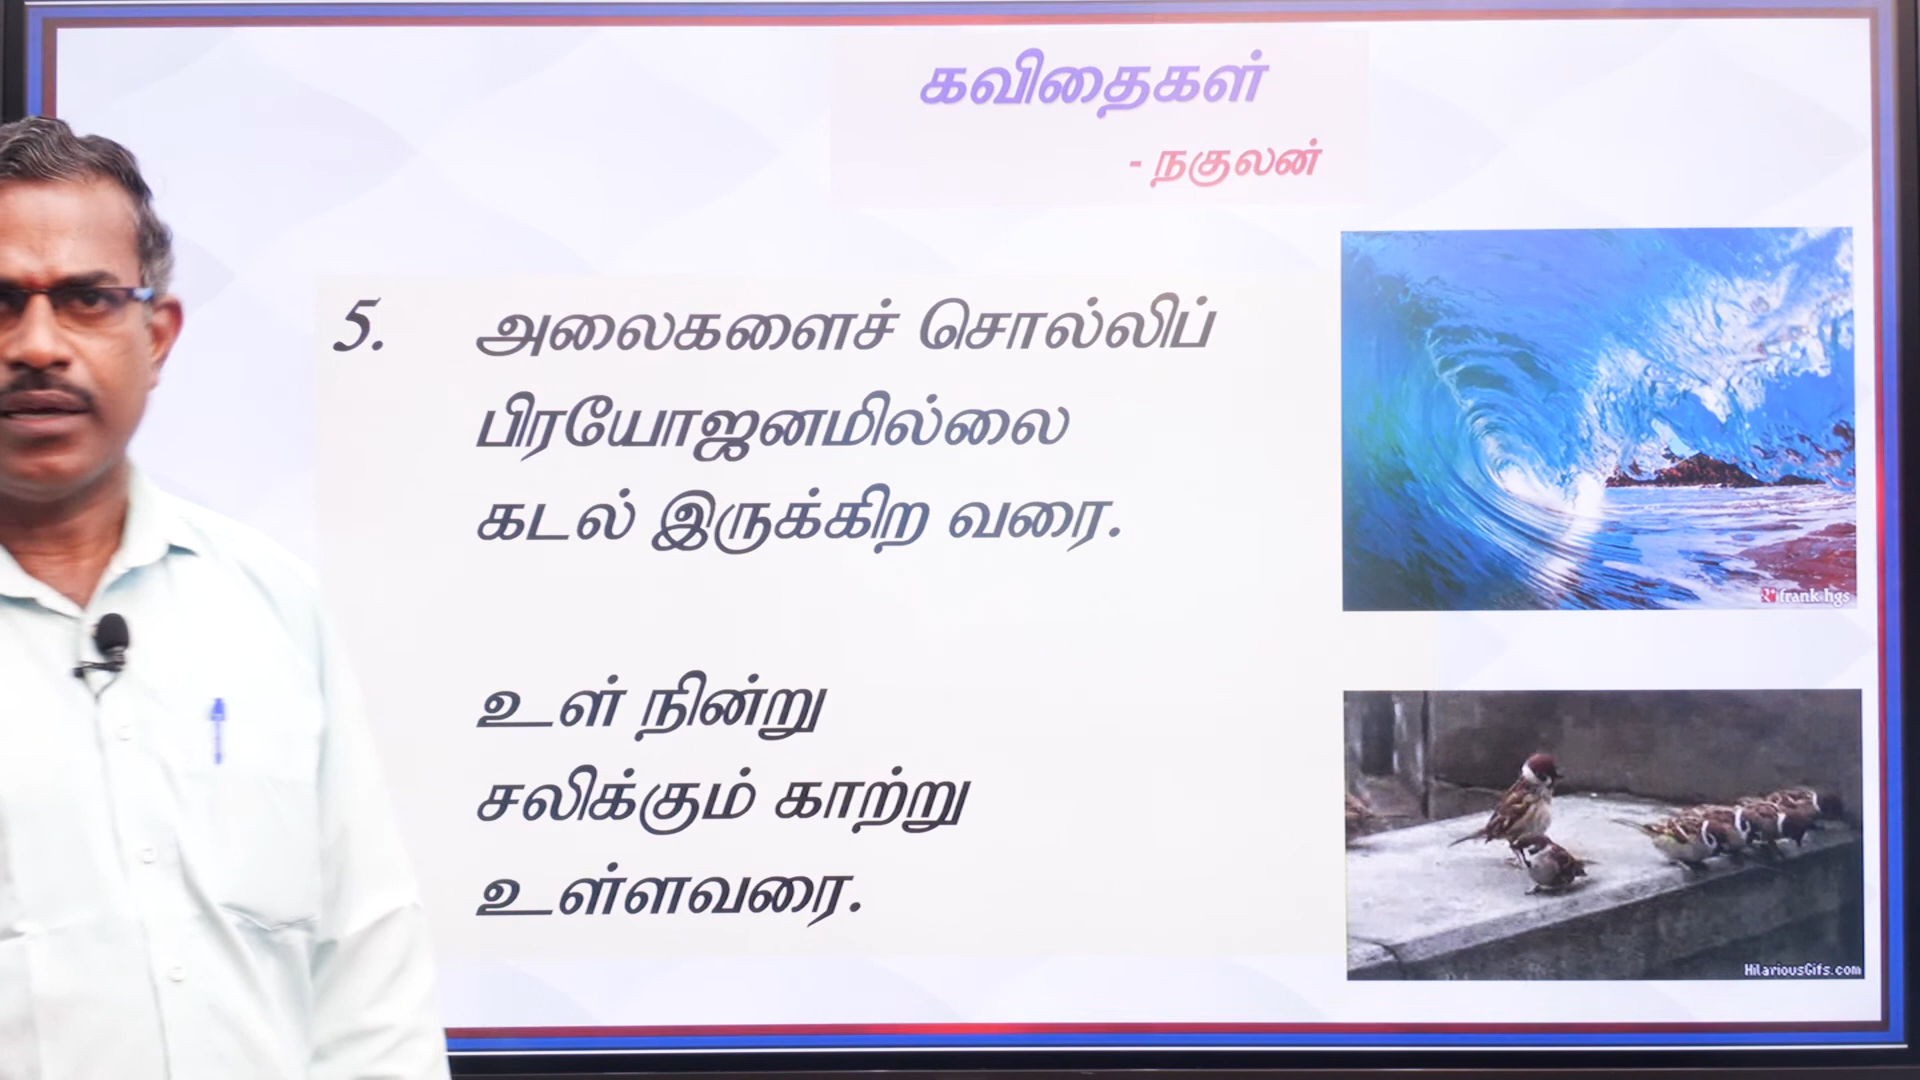 கவிதைகள்
- நகுலன்
5. அலைகளைச் சொல்லிப்
பிரயோஜனமில்லை
கடல் இருக்கிற வரை.
உள் நின்று
சலிக்கும் காற்று
உள்ளவரை.
frank hgs
HilariousGifs.com